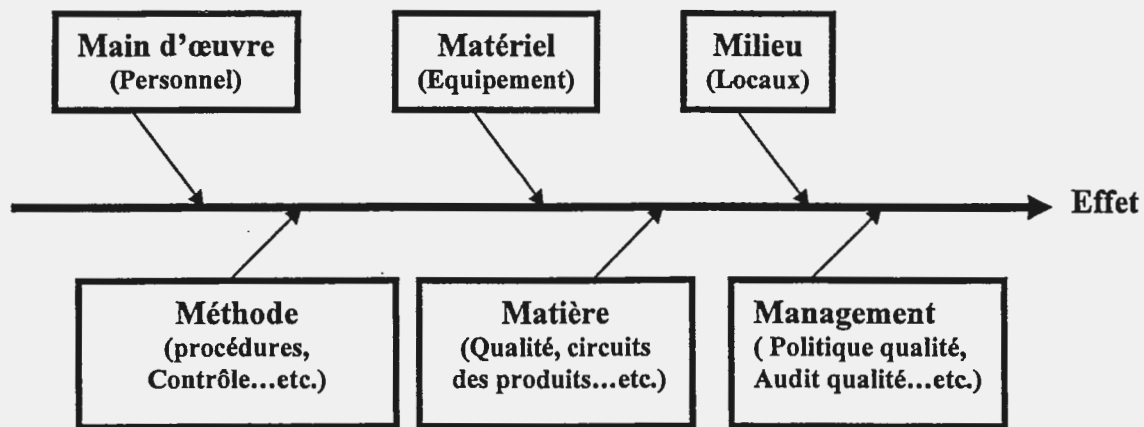 Main d'œuvre
(Personnel)
Matériel
(Equipement)
Milieu
(Locaux)
Effet
Méthode
(procédures,
Contrôle...etc.)
Matière
(Qualité, circuits
des produits...etc.)
Management
( Politique qualité,
Audit qualité...etc.)